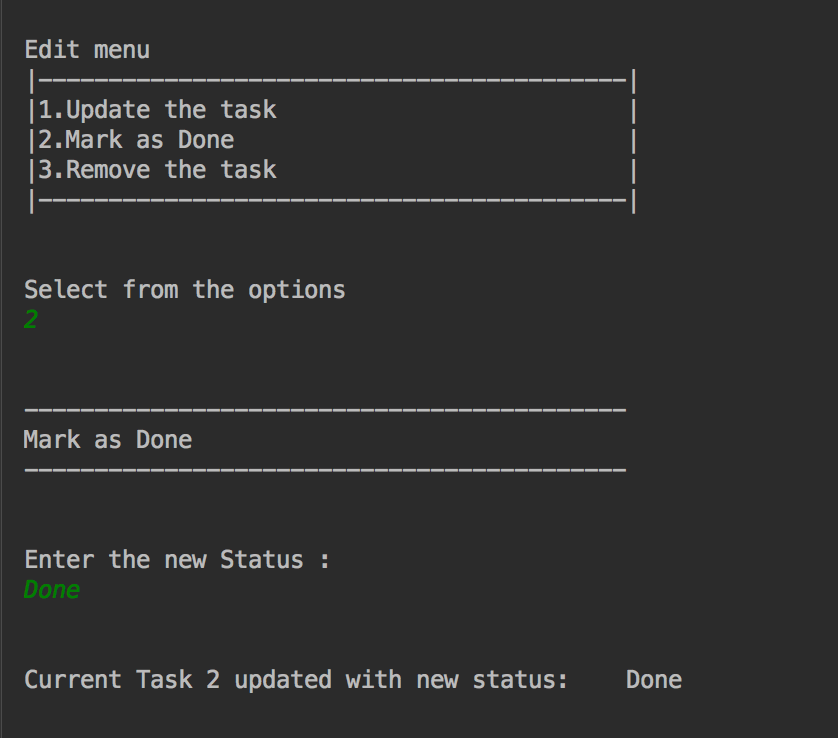 Edit menu
|------------------------------------------|
|1.Update the task                         |
|2.Mark as Done                            |
|3.Remove the task                         |
|------------------------------------------|
Select from the options
2
-------------------------------------------
Mark as Done
-------------------------------------------
Enter the new Status :
Done
Current Task 2 updated with new status:    Done